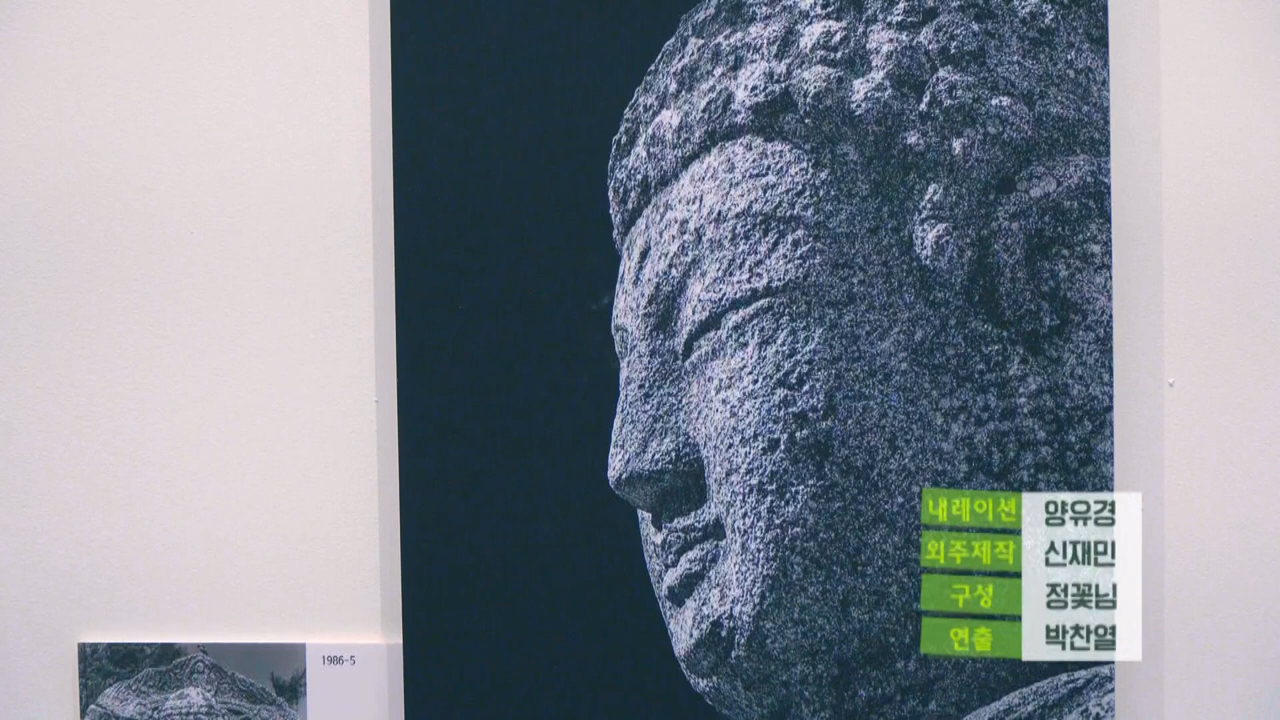 내레이션 양유경
외주제작 신재민
구성 정꽃님
연출 박찬열
1986-5